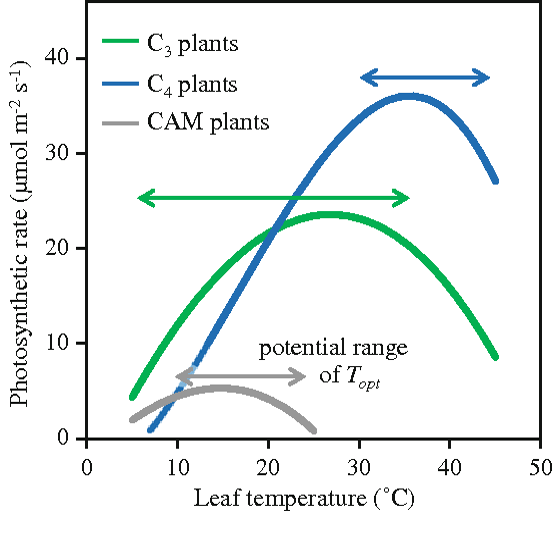 C₃ plants
C₄ plants
CAM plants
potential range
of Tₒₚₜ
Photosynthetic rate (µmol m⁻² s⁻¹)
40
30
20
10
0
0 10 20 30 40 50
Leaf temperature (˚C)